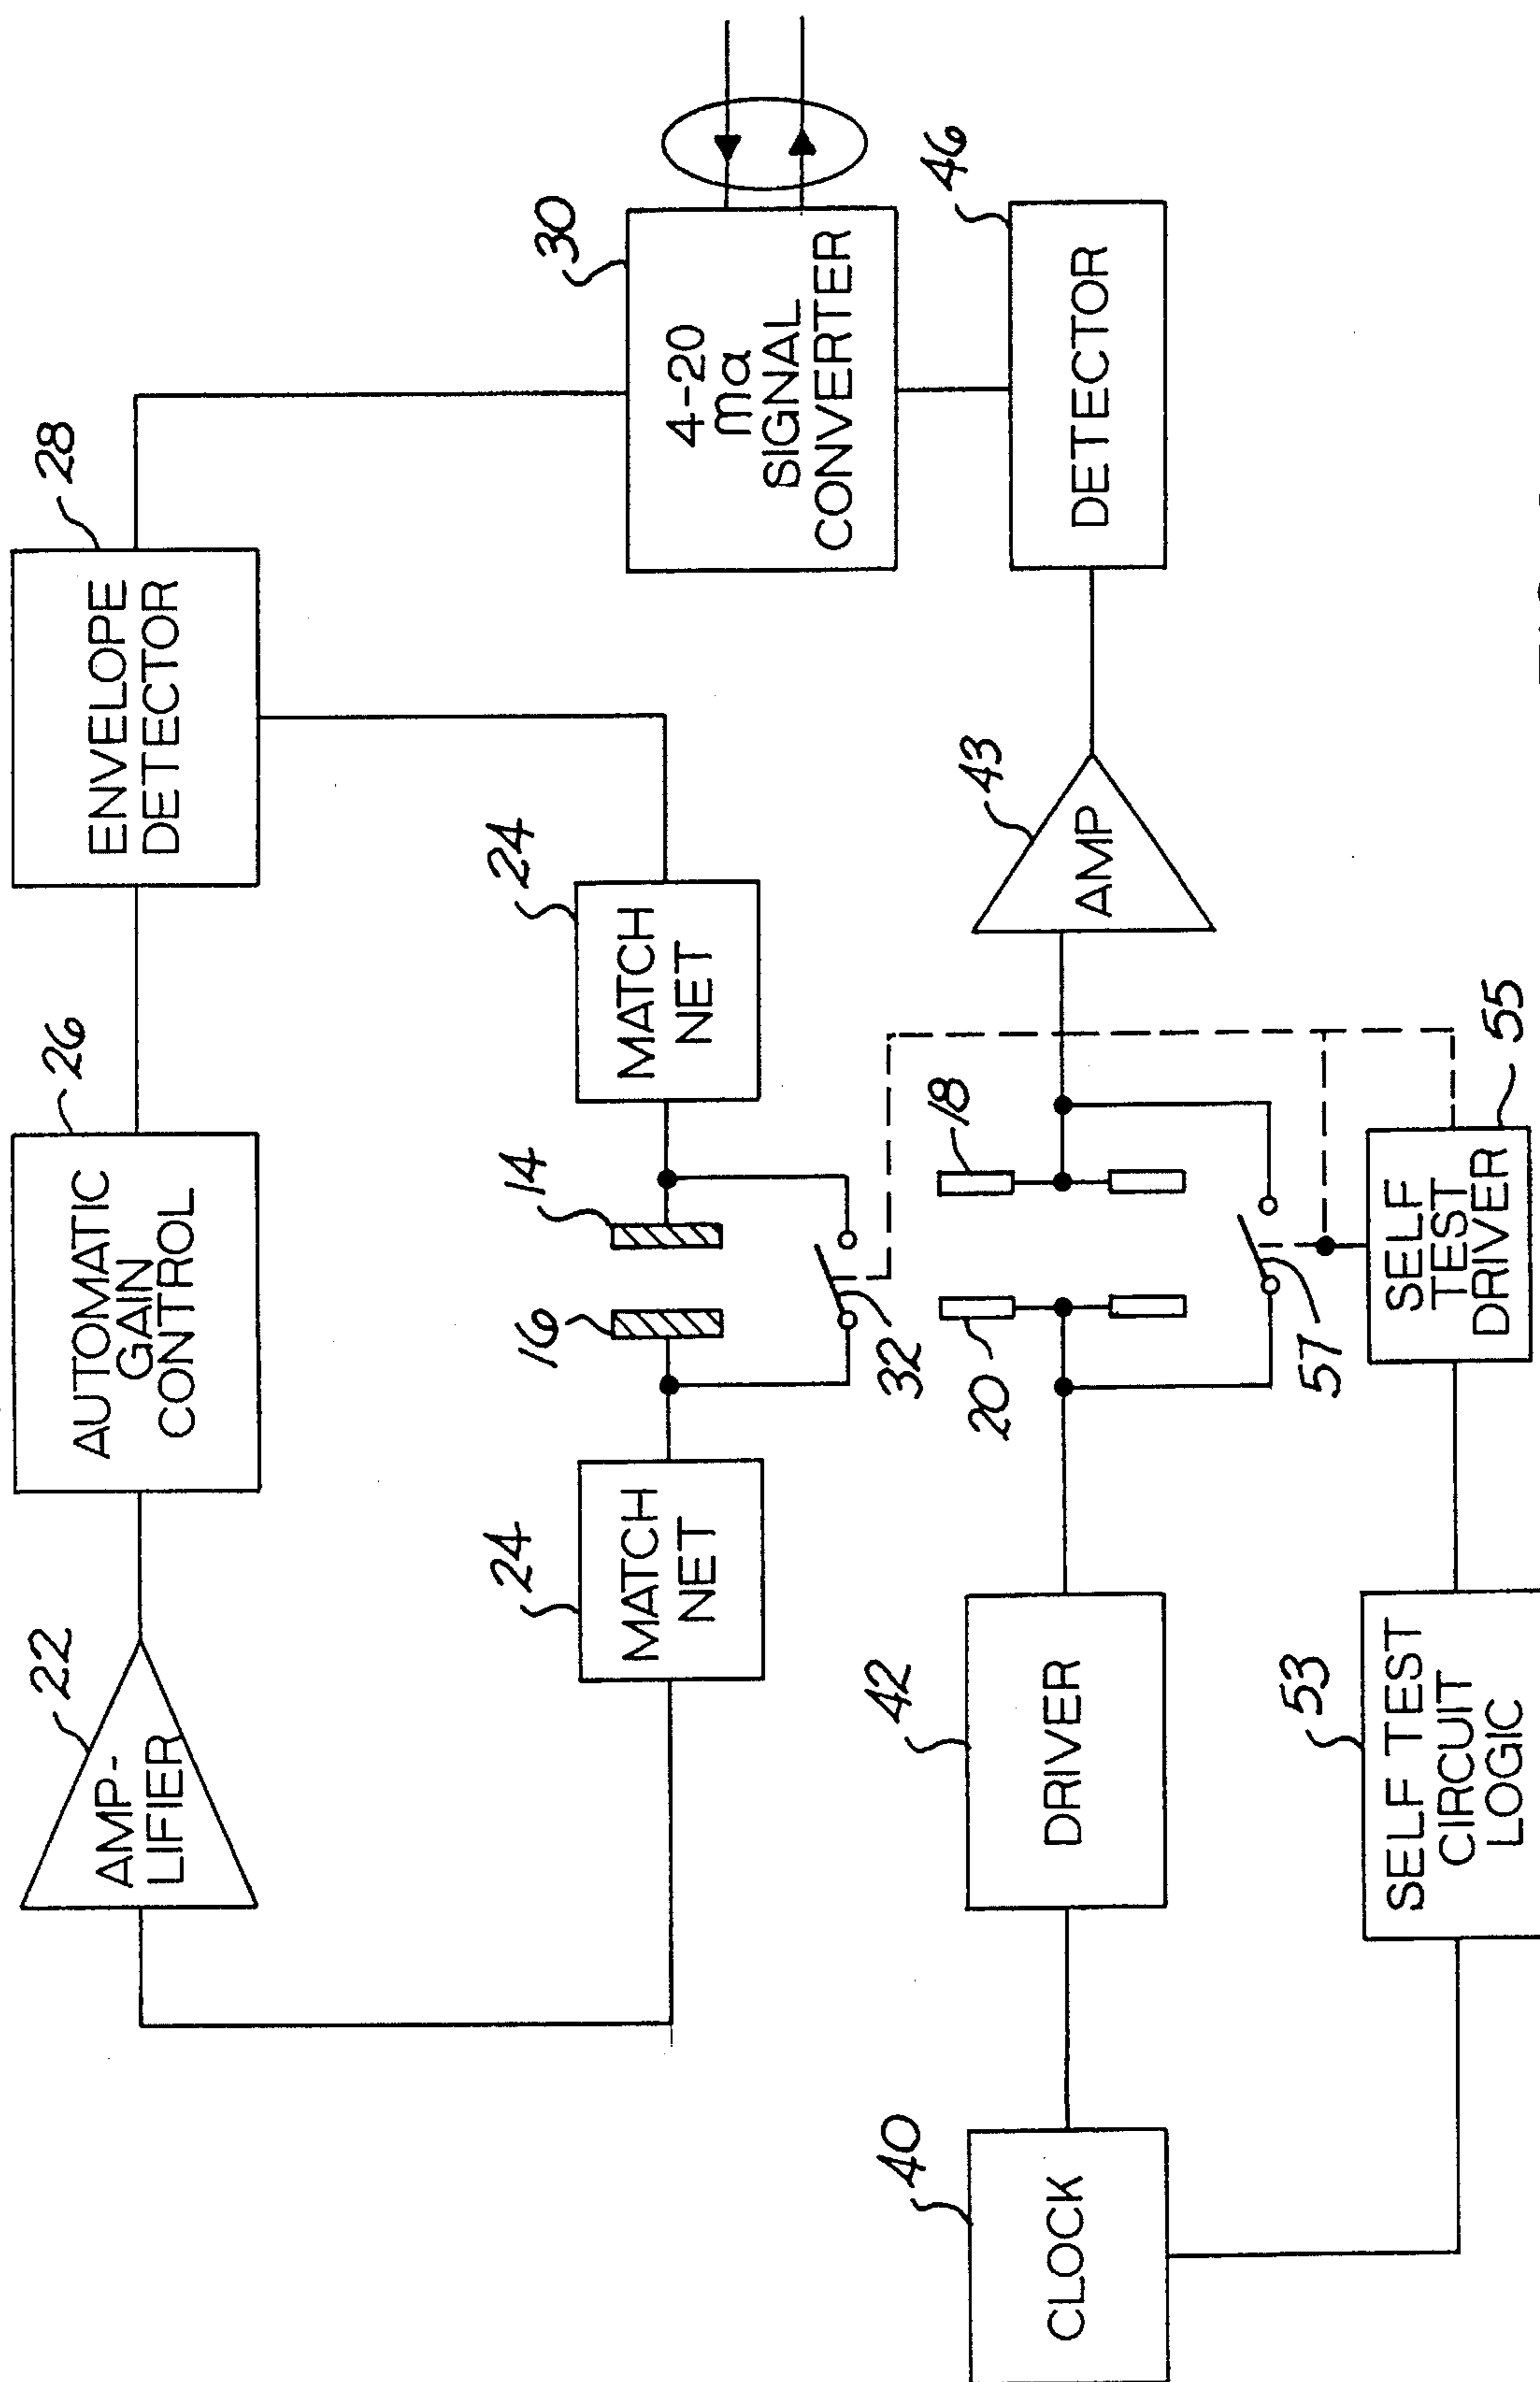 22
AMP-
LIFIER
26
AUTOMATIC
GAIN
CONTROL
28
ENVELOPE
DETECTOR
24
MATCH
NET
16
14
24
MATCH
NET
32
30
4-20
ma
SIGNAL
CONVERTER
40
CLOCK
42
DRIVER
20
18
43
AMP
46
DETECTOR
57
53
SELF TEST
CIRCUIT
LOGIC
SELF
TEST
DRIVER
55